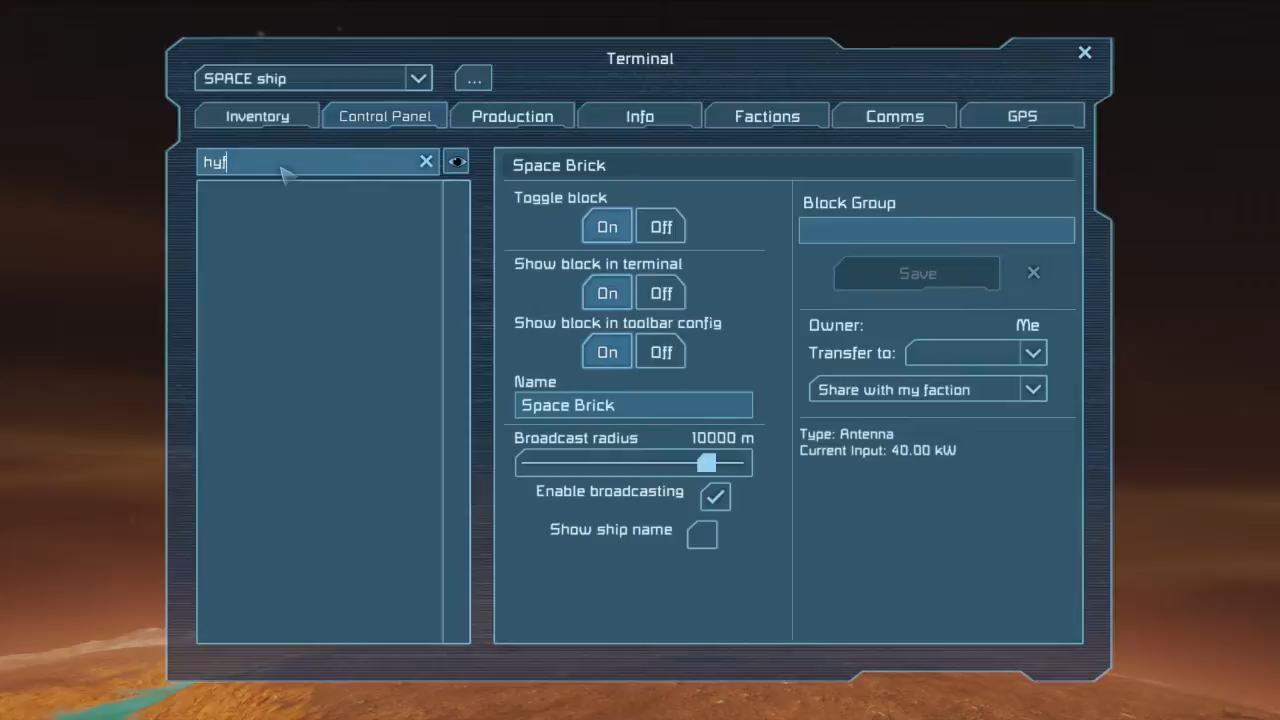 Terminal
SPACE ship
...
Inventory
Control Panel
Production
Info
Factions
Comms
GPS
hyf
Space Brick
Toggle block
On
Off
Show block in terminal
On
Off
Show block in toolbar config
On
Off
Name
Space Brick
Broadcast radius
10000 m
Enable broadcasting
Show ship name
Block Group
Save
Owner:
Me
Transfer to:
Share with my faction
Type: Antenna
Current Input: 40.00 kW